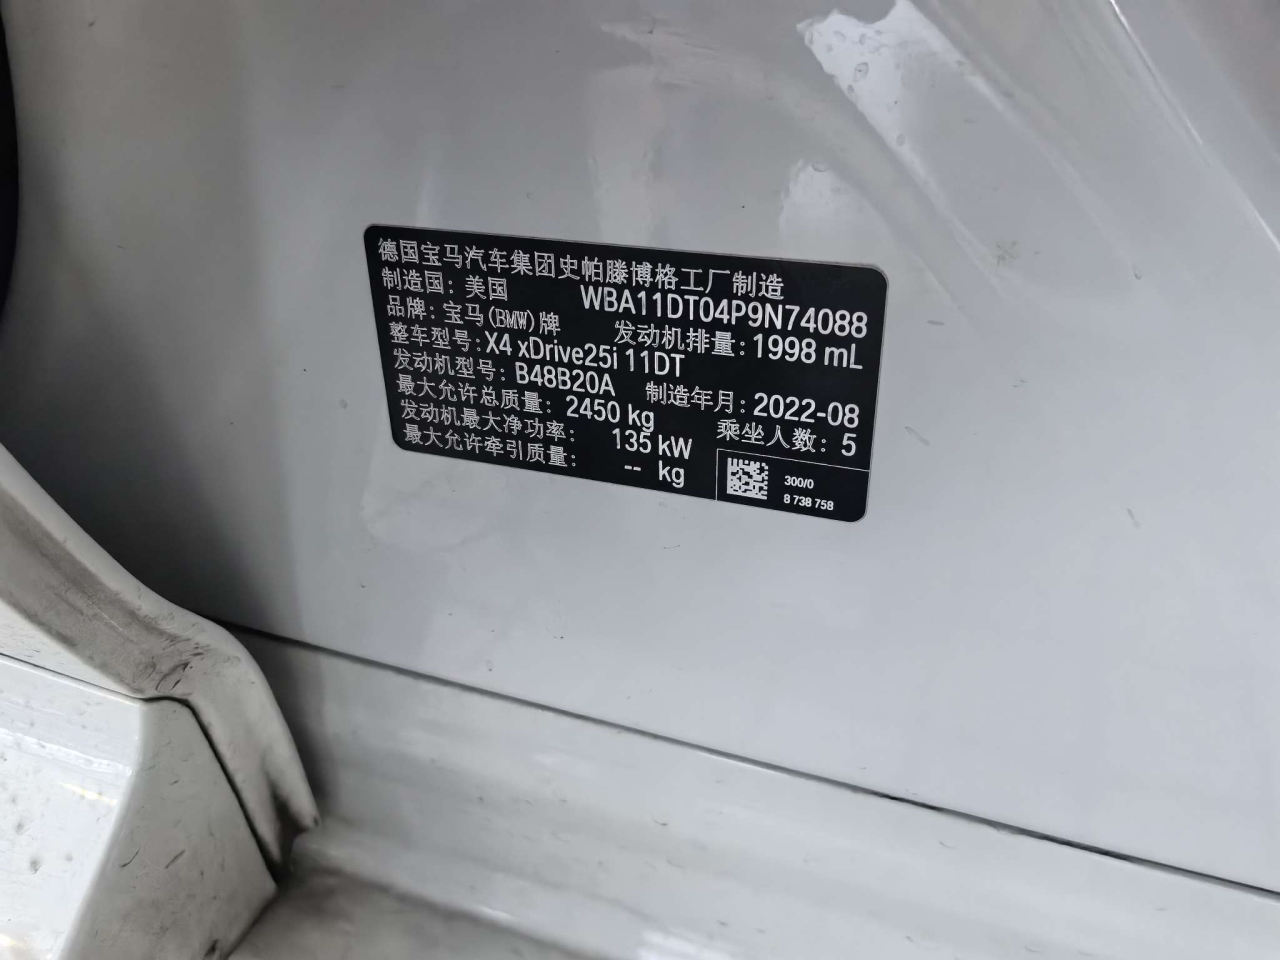 德国宝马汽车集团史帕滕博格工厂制造
制造国: 美国 WBA11DT04P9N74088
品牌: 宝马(BMW)牌 发动机排量: 1998 mL
整车型号: X4 xDrive25i 11DT
发动机型号: B48B20A 制造年月: 2022-08
最大允许总质量: 2450 kg 乘坐人数: 5
发动机最大净功率: 135 kW
最大允许牵引质量: -- kg
300/0
8 738 758